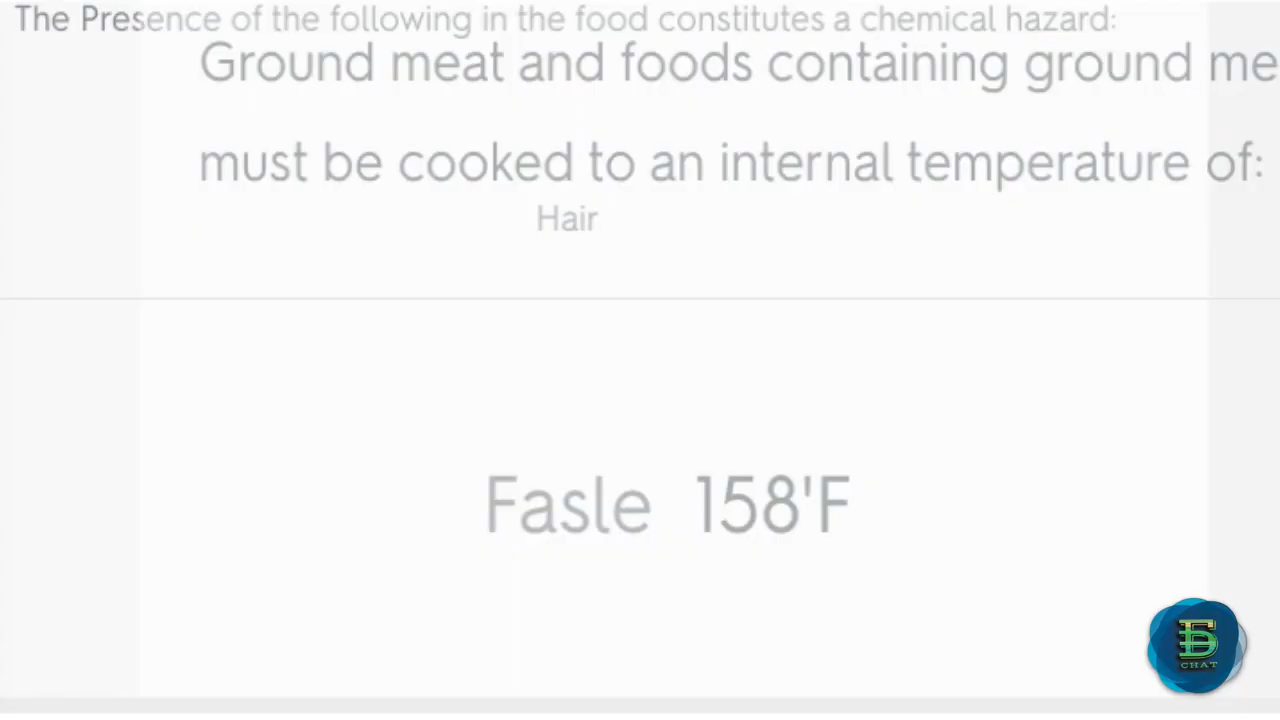 The Presence of the following in the food constitutes a chemical hazard:
Ground meat and foods containing ground me
must be cooked to an internal temperature of:
Hair
Fasle 158'F
CHAT